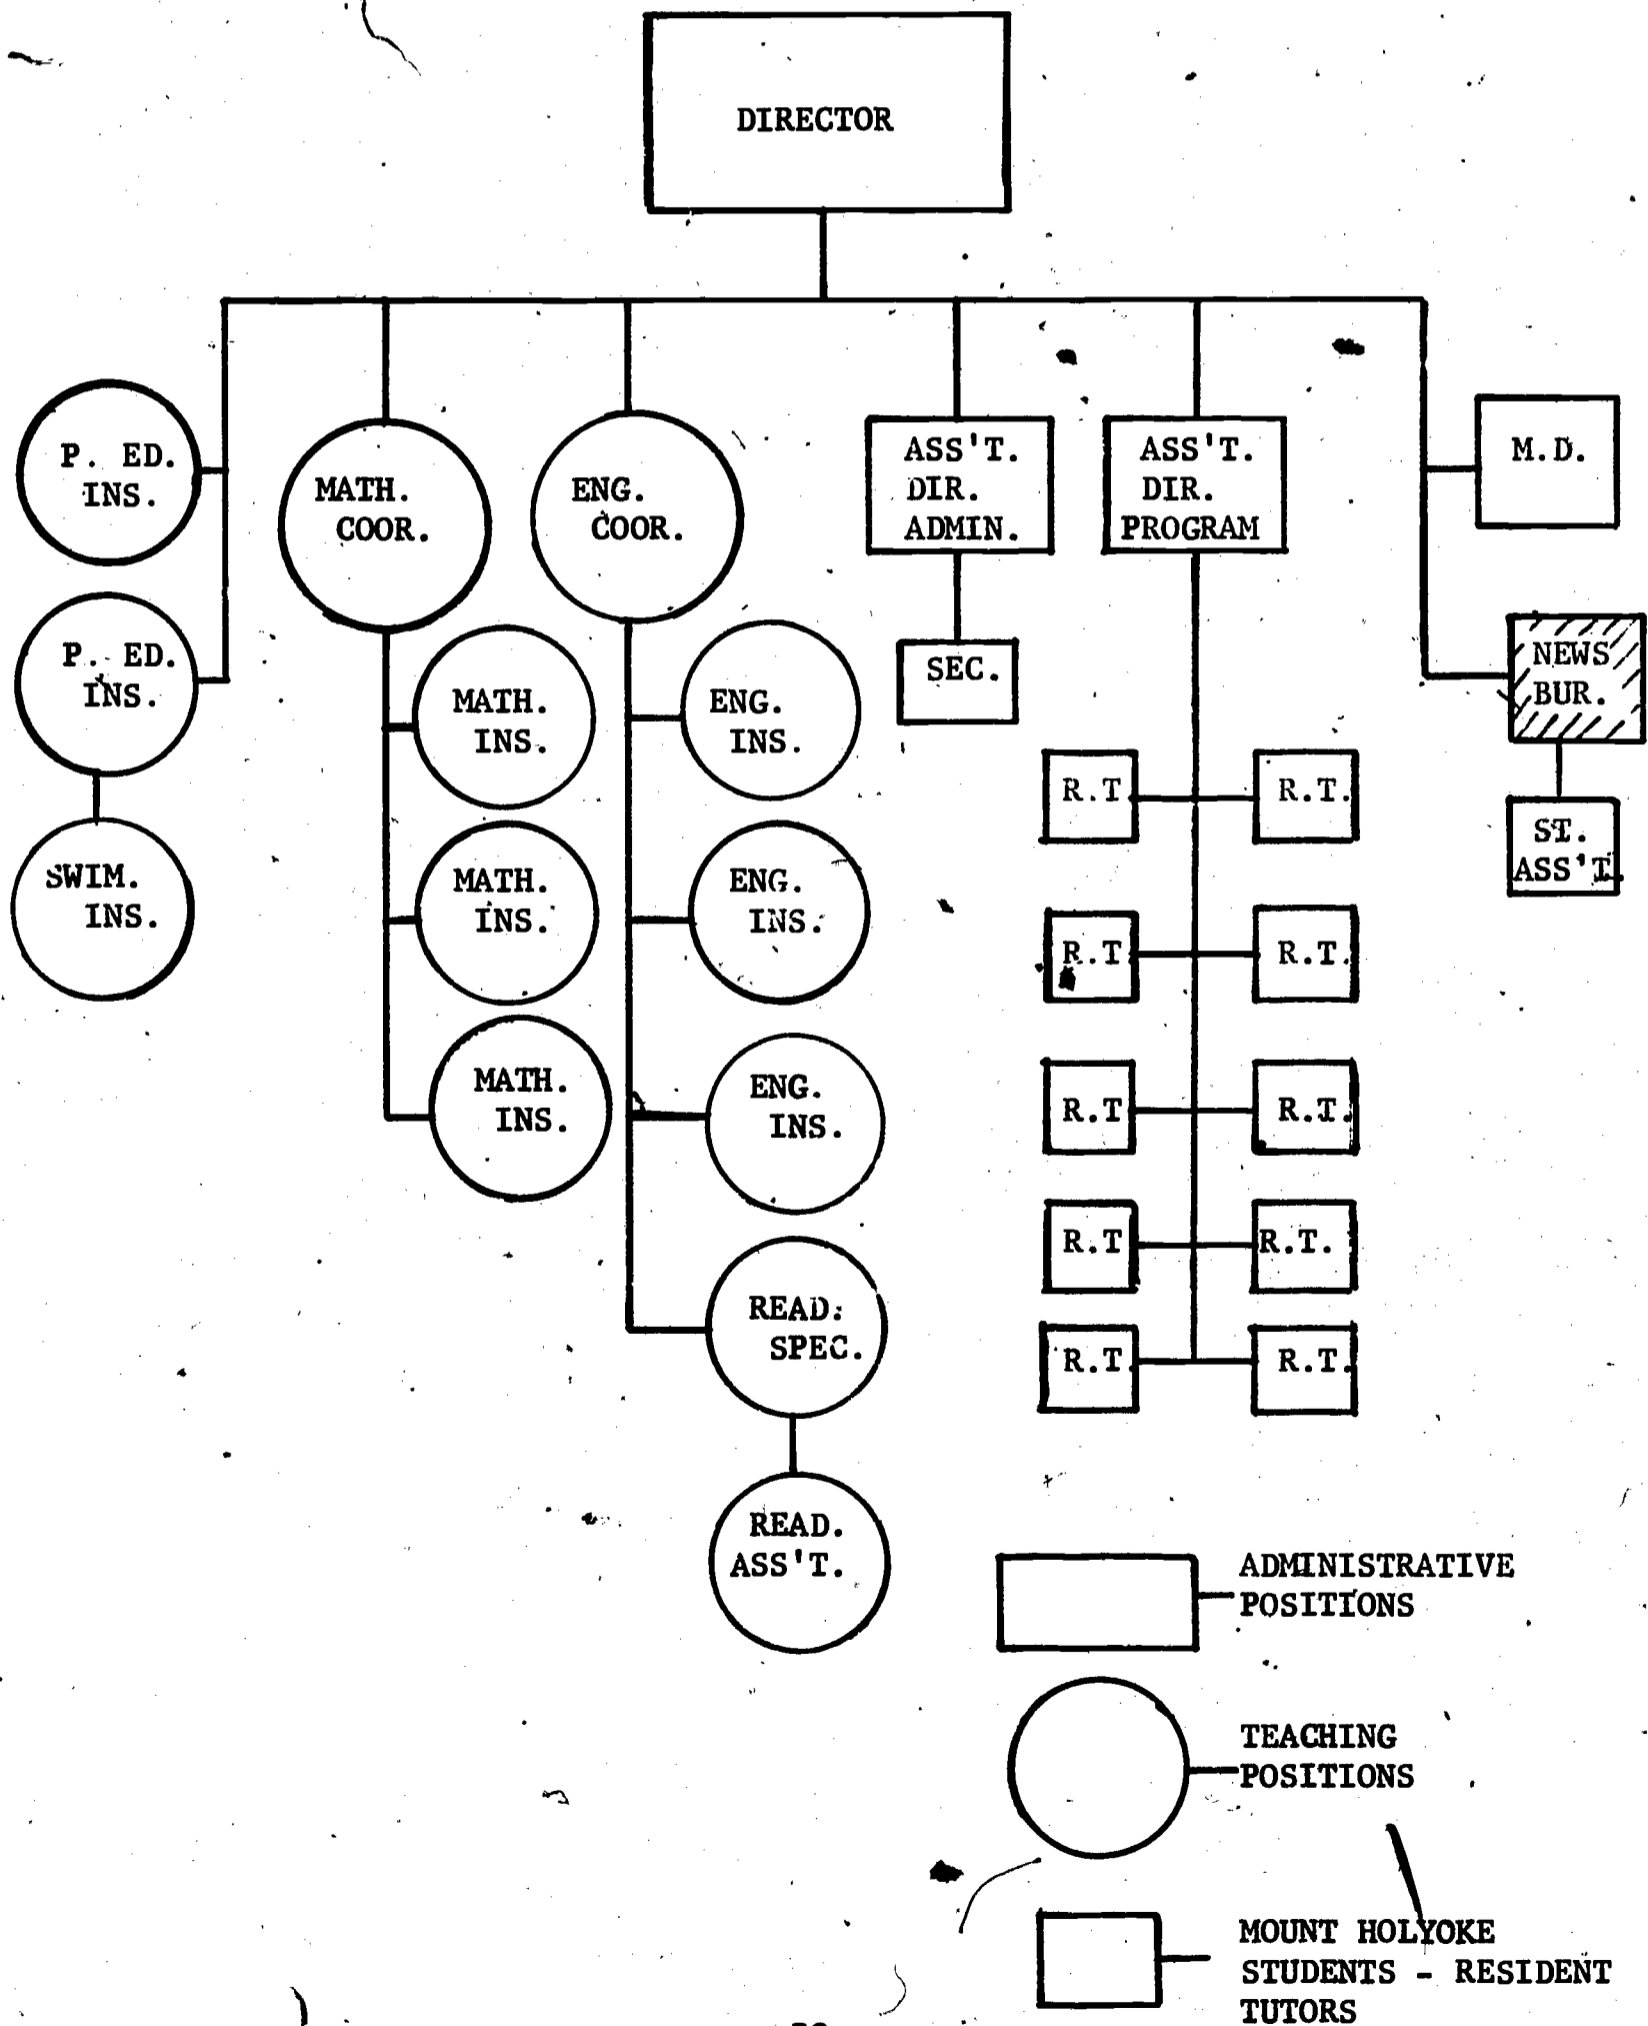 DIRECTOR
P. ED.
INS.
P. ED.
INS.
SWIM.
INS.
MATH.
COOR.
MATH.
INS.
MATH.
INS.
MATH.
INS.
ENG.
COOR.
ENG.
INS.
ENG.
INS.
ENG.
INS.
READ.
SPEC.
READ.
ASS'T.
ASS'T.
DIR.
ADMIN.
SEC.
ASS'T.
DIR.
PROGRAM
R.T
R.T.
R.T
R.T.
R.T
R.T.
R.T
R.T.
R.T
R.T.
M.D.
NEWS
BUR.
ST.
ASS'T.
ADMINISTRATIVE
POSITIONS
TEACHING
POSITIONS
MOUNT HOLYOKE
STUDENTS - RESIDENT
TUTORS